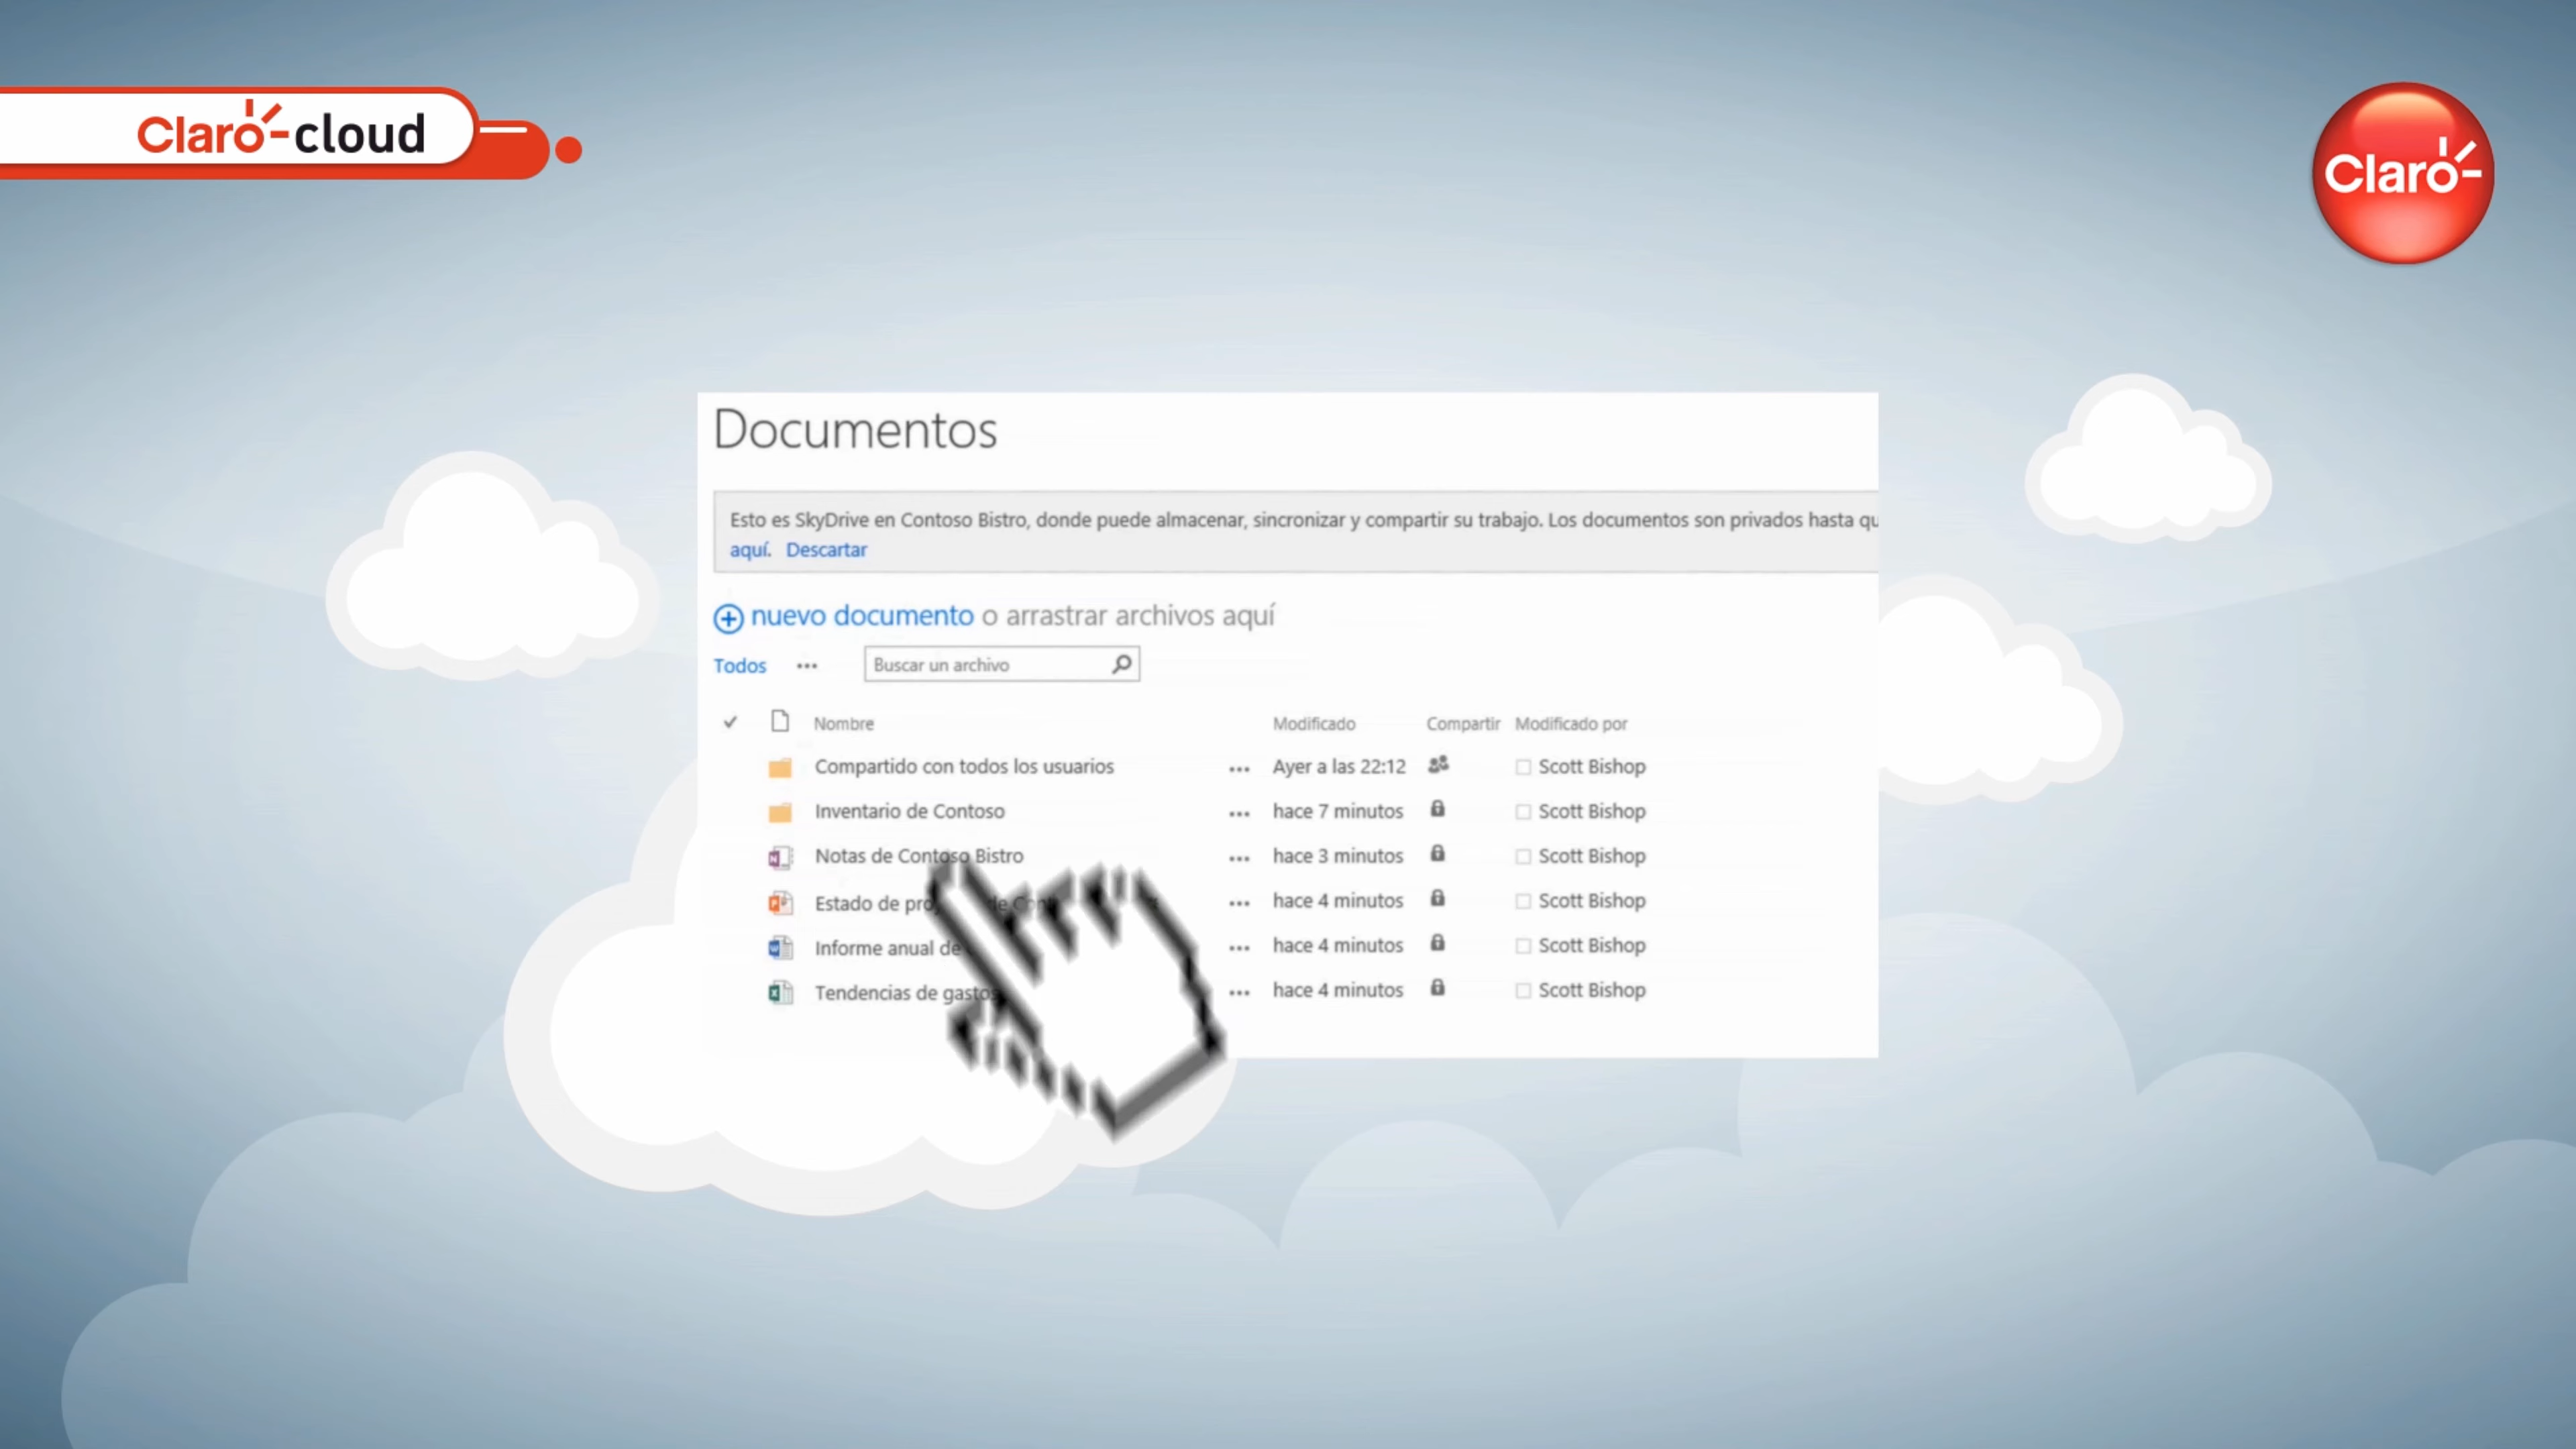 Claro-cloud
Claro-
Documentos
Esto es SkyDrive en Contoso Bistro, donde puede almacenar, sincronizar y compartir su trabajo. Los documentos son privados hasta
aquí. Descartar
nuevo documento o arrastrar archivos aquí
Todos ... Buscar un archivo
Nombre Modificado Compartir Modificado por
Compartido con todos los usuarios ... Ayer a las 22:12 Scott Bishop
Inventario de Contoso ... hace 7 minutos Scott Bishop
Notas de Contoso Bistro ... hace 3 minutos Scott Bishop
Estado de ... hace 4 minutos Scott Bishop
Informe anual de ... hace 4 minutos Scott Bishop
Tendencias de gastos ... hace 4 minutos Scott Bishop